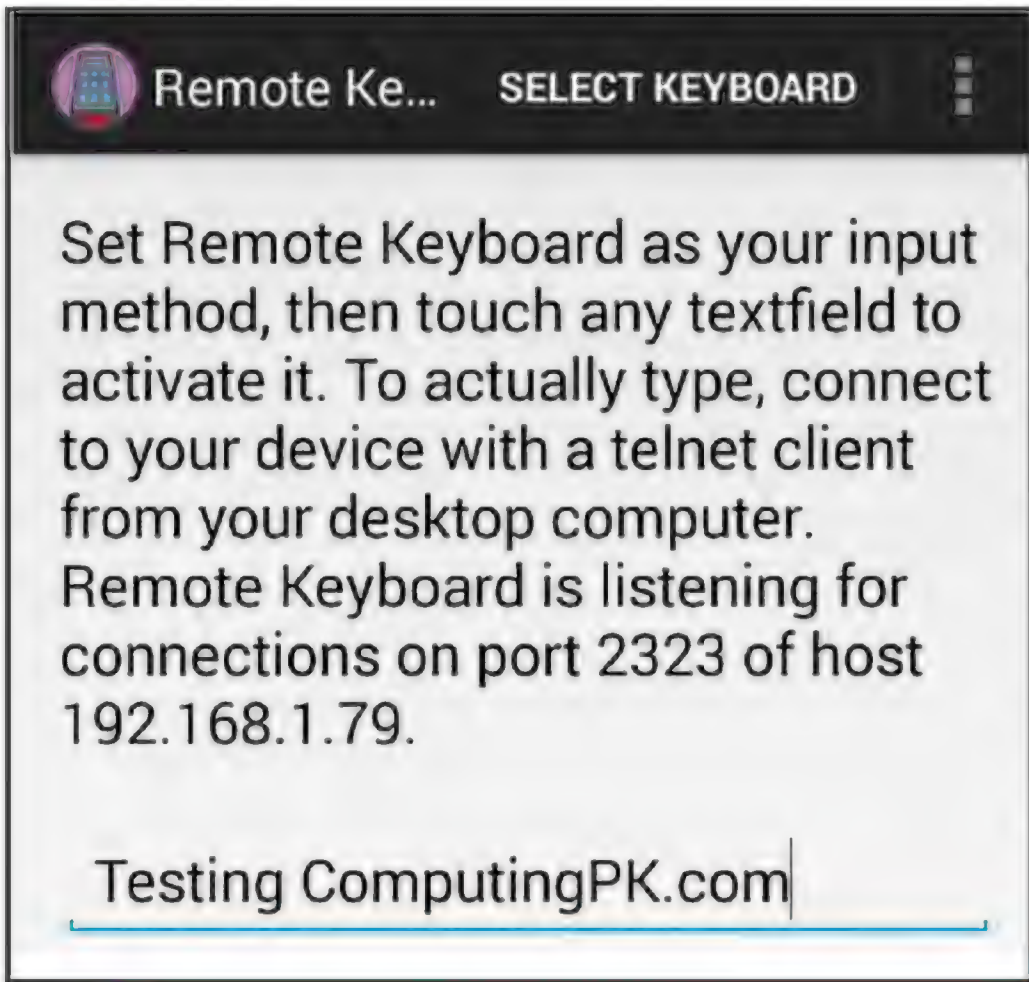 Remote Ke... SELECT KEYBOARD
Set Remote Keyboard as your input
method, then touch any textfield to
activate it. To actually type, connect
to your device with a telnet client
from your desktop computer.
Remote Keyboard is listening for
connections on port 2323 of host
192.168.1.79.
Testing ComputingPK.com